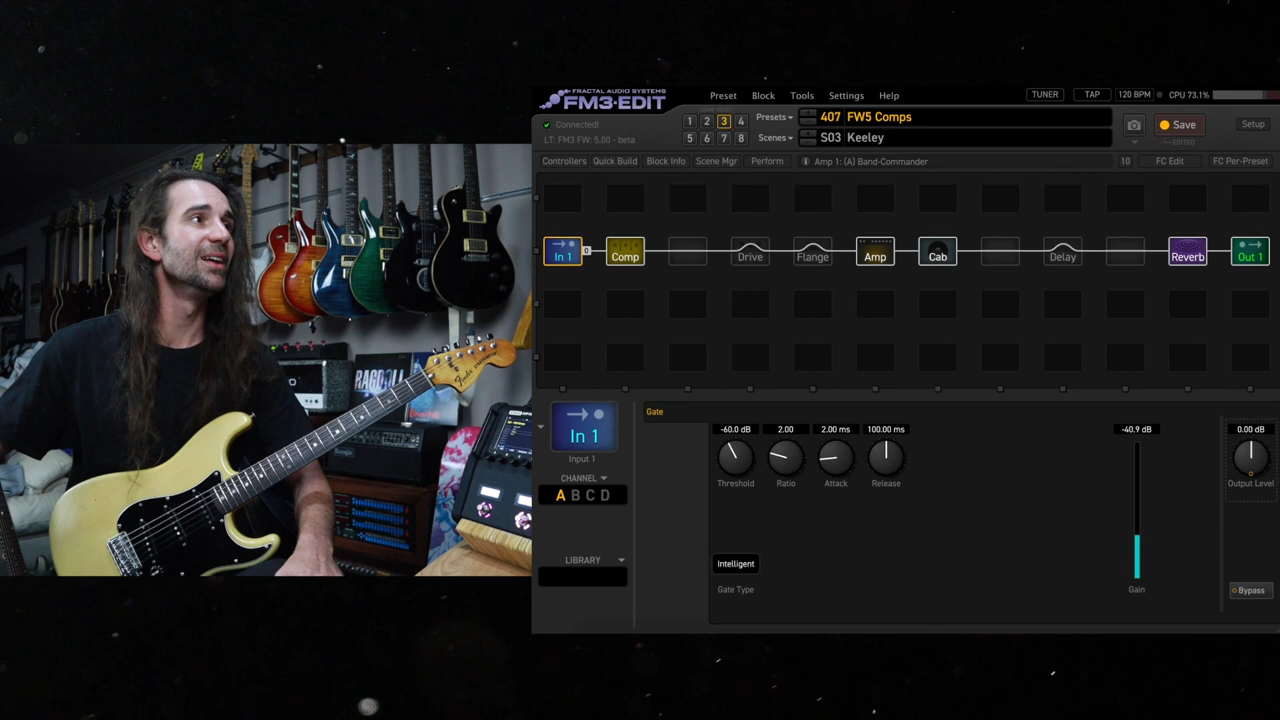 FRACTAL AUDIO SYSTEMS
FM3-EDIT
Preset Block Tools Settings Help
TUNER TAP 120 BPM CPU 73.1%
Connected!
LT: FM3 FW: 5,00 - beta
1 2 3 4
5 6 7 8
Presets 407 FW5 Comps
Scenes S03 Keeley
Save
EDITED
Setup
Controllers Quick Build Block Info Scene Mgr Perform
Amp 1: (A) Band-Commander
10 FC Edit FC Per-Preset
In 1 Comp Drive Flange Amp Cab Delay Reverb Out 1
In 1
Input 1
CHANNEL
A B C D
LIBRARY
Gate
-60.0 dB 2.00 2.00 ms 100.00 ms
Threshold Ratio Attack Release
Intelligent
Gate Type
-40.9 dB
Gain
0.00 dB
Output Level
Bypass
RAGDOLL
Fender